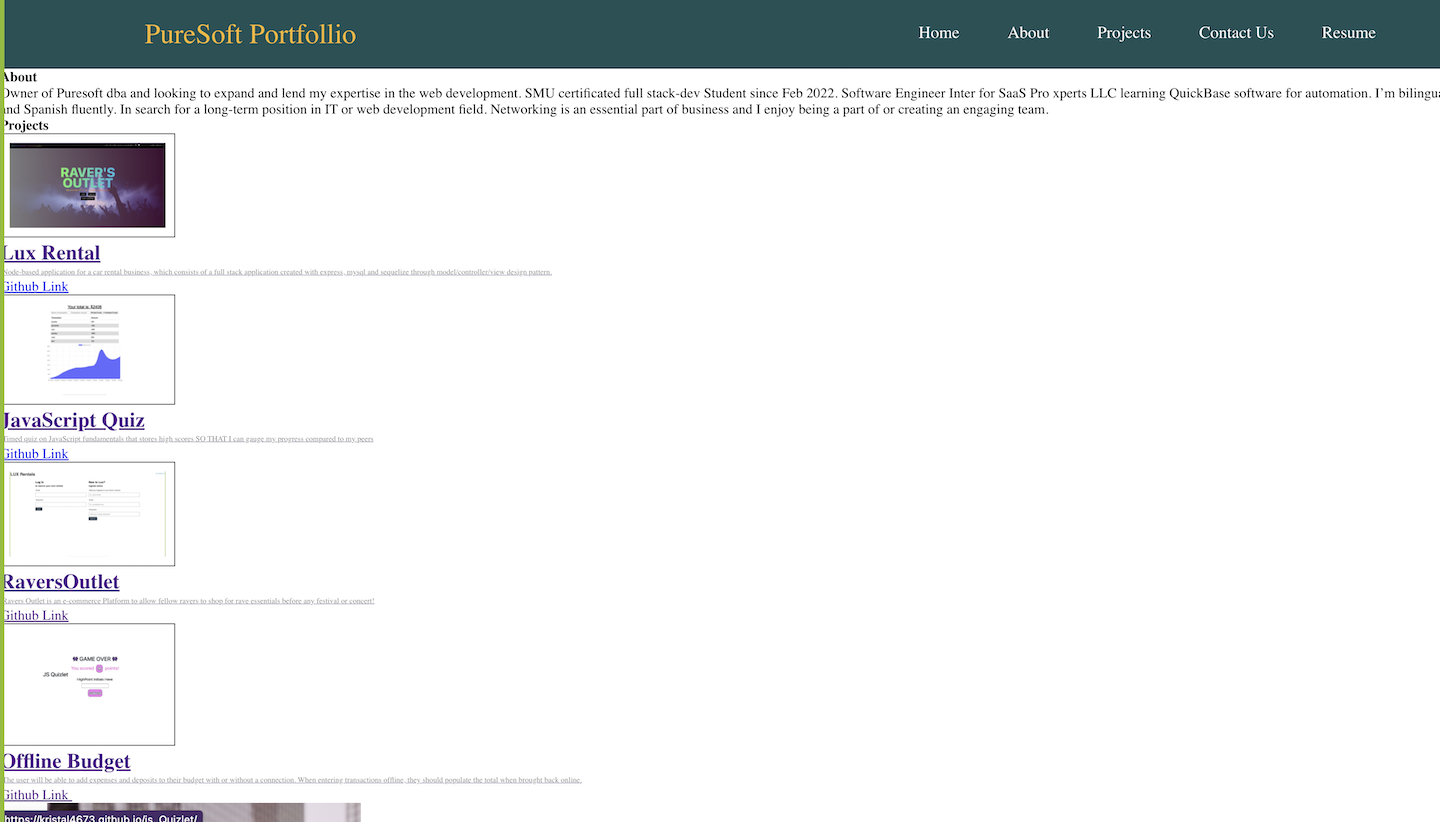 PureSoft Portfollio
Home About Projects Contact Us Resume
About
Owner of Puresoft dba and looking to expand and lend my expertise in the web development. SMU certificated full stack-dev Student since Feb 2022. Software Engineer Inter for SaaS Pro xperts LLC learning QuickBase software for automation. I’m bilingua
and Spanish fluently. In search for a long-term position in IT or web development field. Networking is an essential part of business and I enjoy being a part of or creating an engaging team.
Projects
RAVER'S
OUTLET
Lux Rental
Node-based application for a car rental business, which consists of a full stack application created with express, mysql and sequelize through model/controller/view design pattern.
Github Link
Your total is: $2408
JavaScript Quiz
Timed quiz on JavaScript fundamentals that stores high scores SO THAT I can gauge my progress compared to my peers
Github Link
LUX Rentals
Log in
New to Lux?
RaversOutlet
Ravers Outlet is an e-commerce Platform to allow fellow ravers to shop for rave essentials before any festival or concert!
Github Link
GAME OVER
You scored points!
JS Quizlet
HighPoint Initials Here:
Offline Budget
The user will be able to add expenses and deposits to their budget with or without a connection. When entering transactions offline, they should populate the total when brought back online.
Github Link
https://kristal4673.github.io/js_Quizlet/